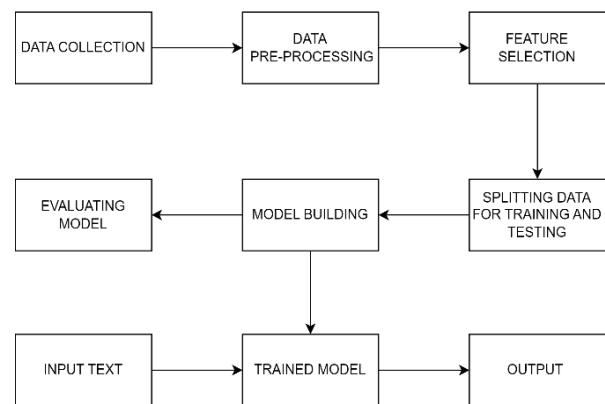 DATA COLLECTION
DATA
PRE-PROCESSING
FEATURE
SELECTION
EVALUATING
MODEL
MODEL BUILDING
SPLITTING DATA
FOR TRAINING AND
TESTING
INPUT TEXT
TRAINED MODEL
OUTPUT